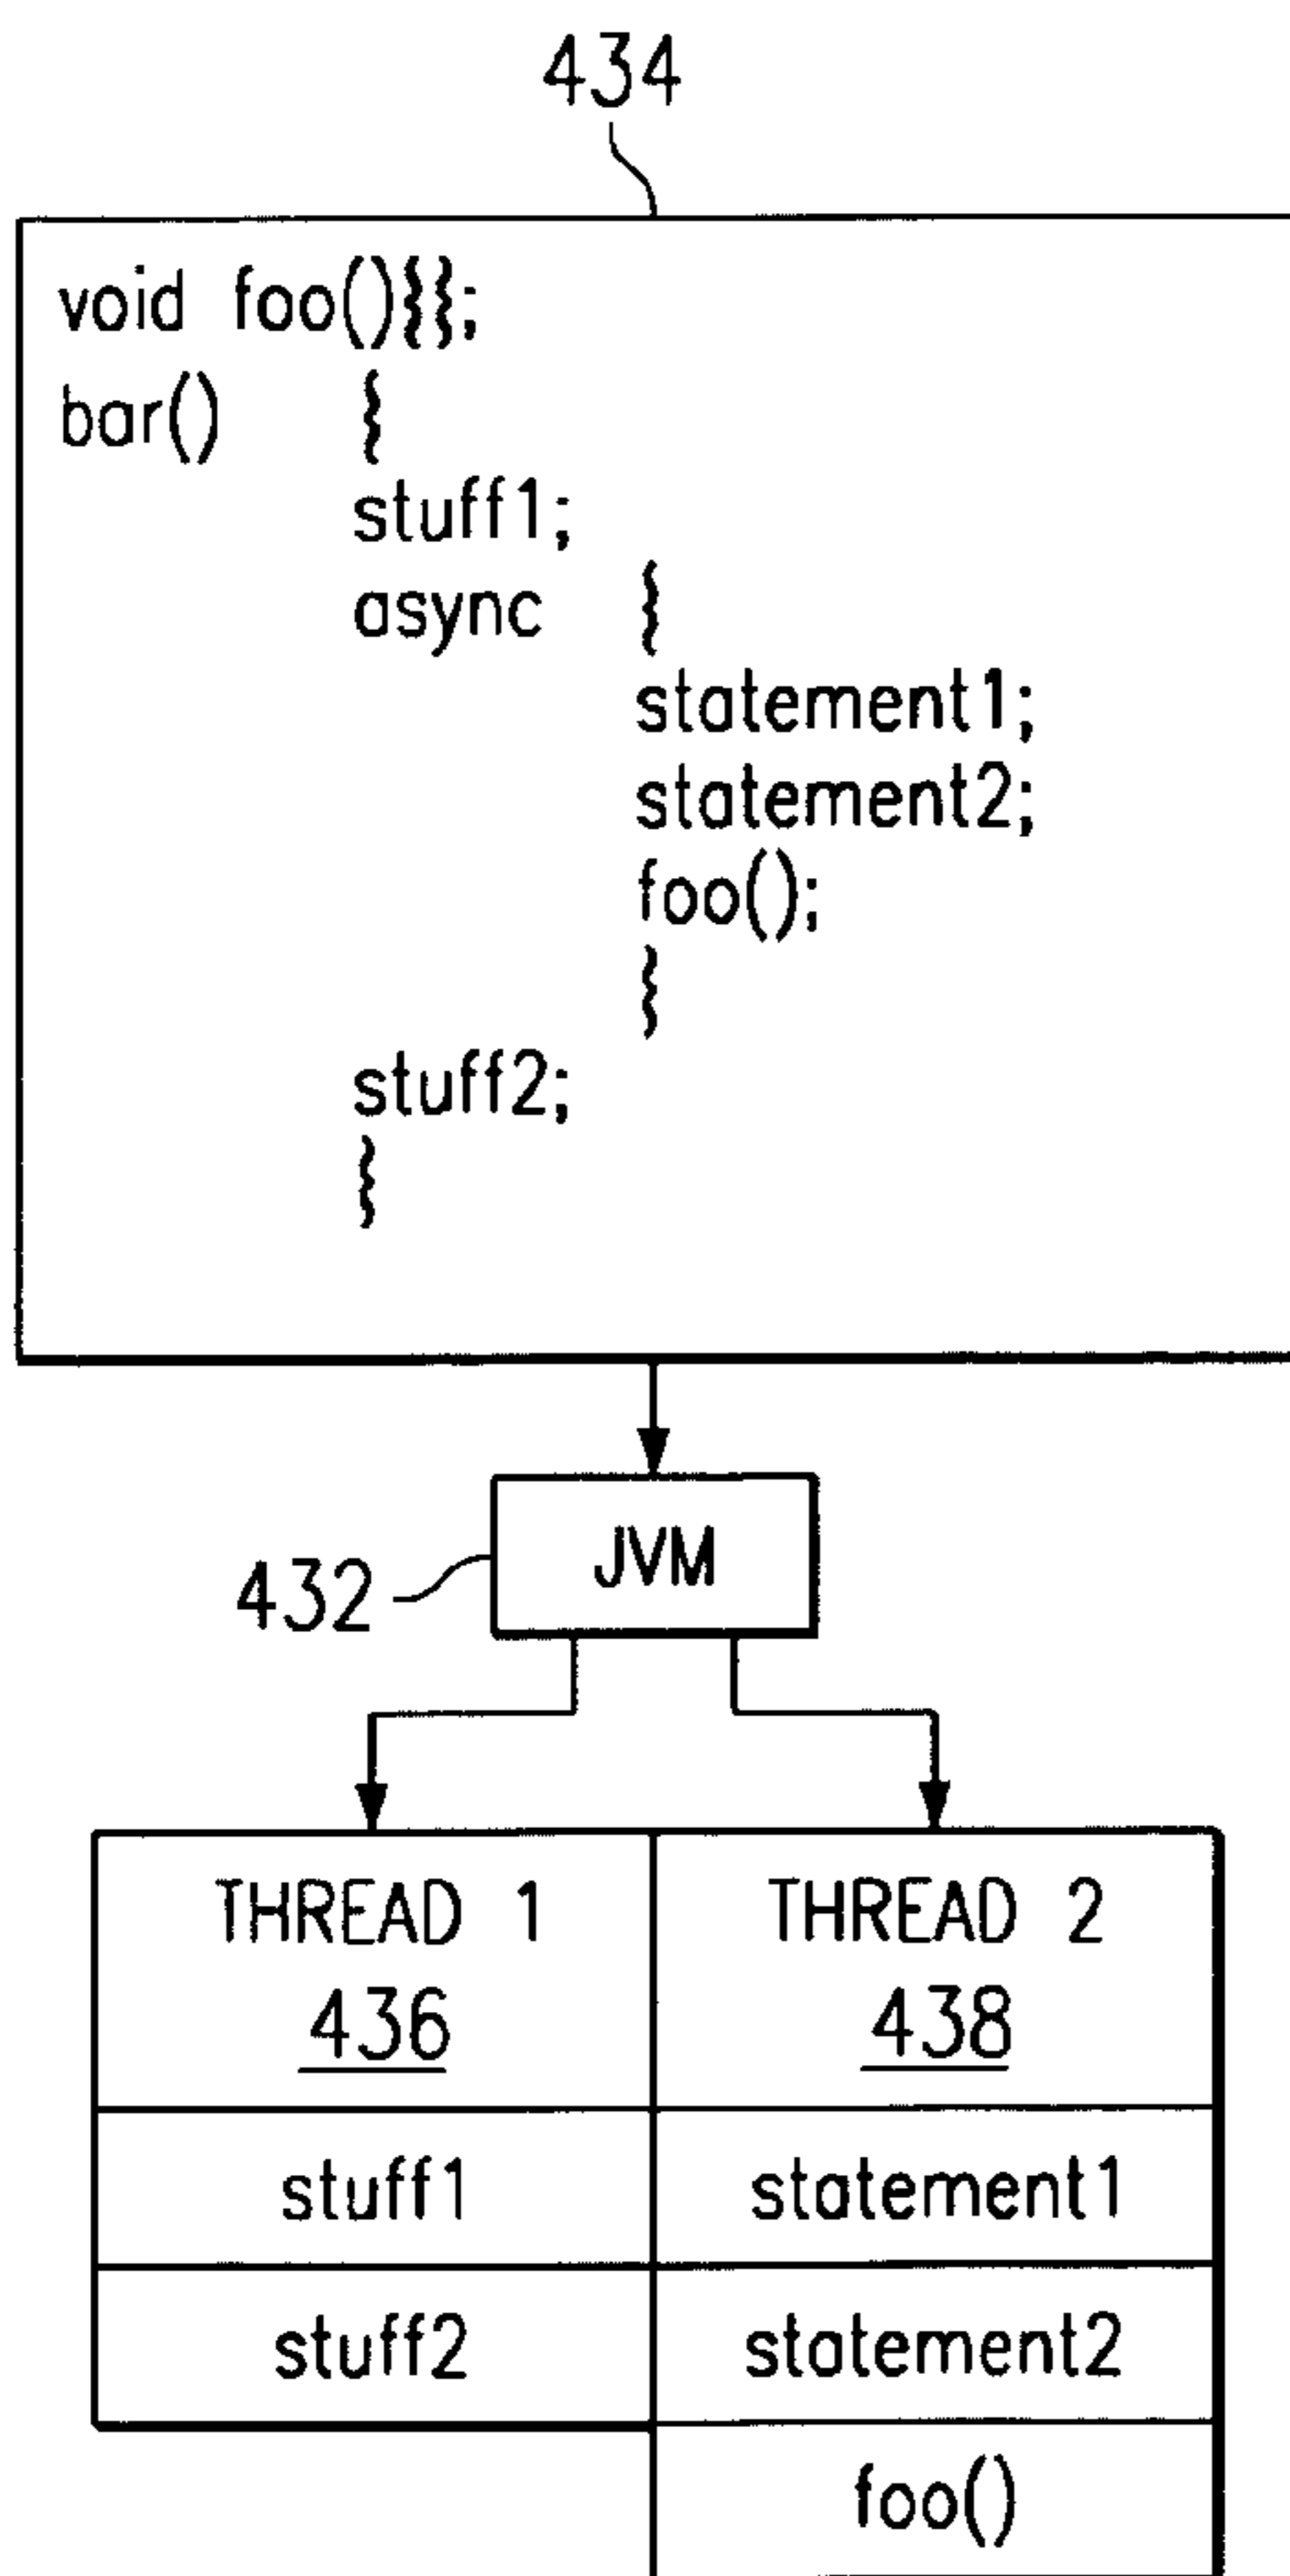 434
void foo(){};
bar() {
stuff1;
async {
statement1;
statement2;
foo();
}
stuff2;
}
JVM
432
THREAD 1 THREAD 2
436 438
stuff1 statement1
stuff2 statement2
foo()